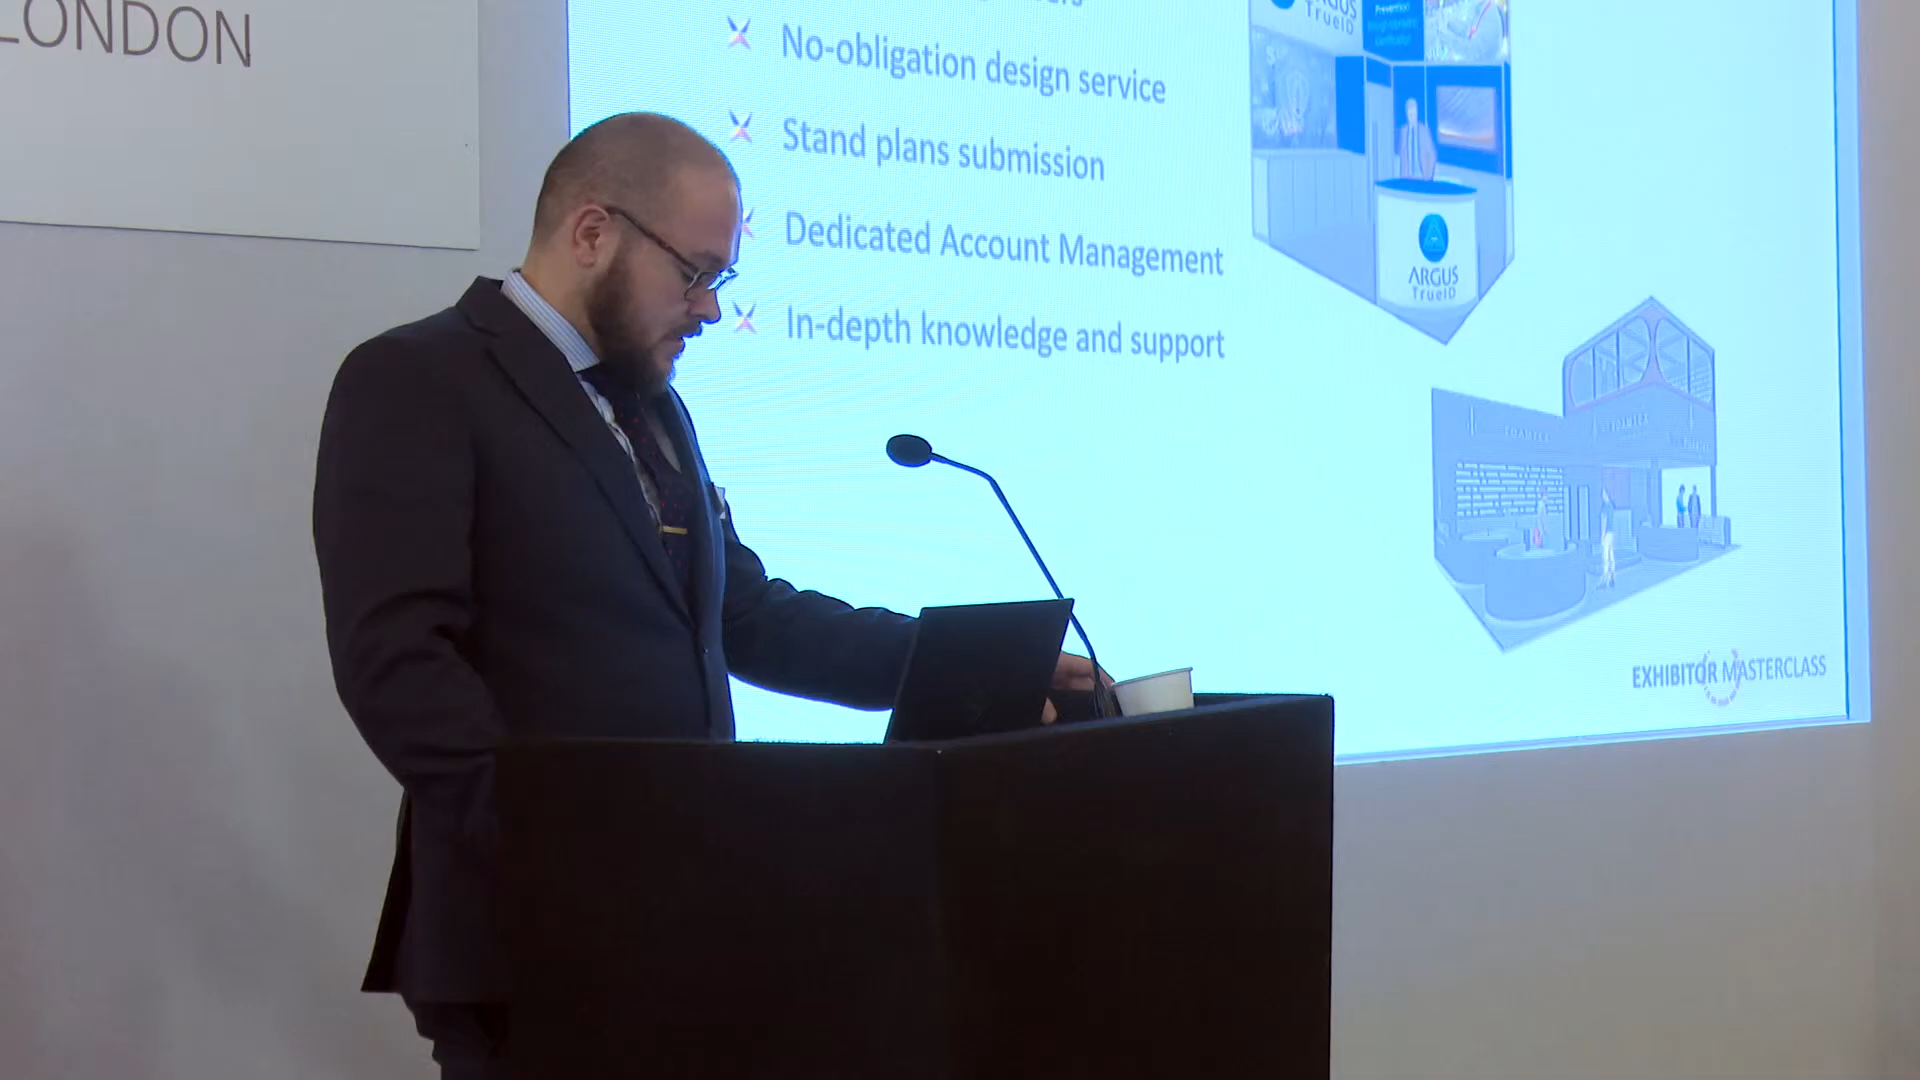 LONDON
No-obligation design service
Stand plans submission
Dedicated Account Management
In-depth knowledge and support
ARGUS
TrueID
Prevention
ARGUS
TrueID
EXHIBITOR MASTERCLASS